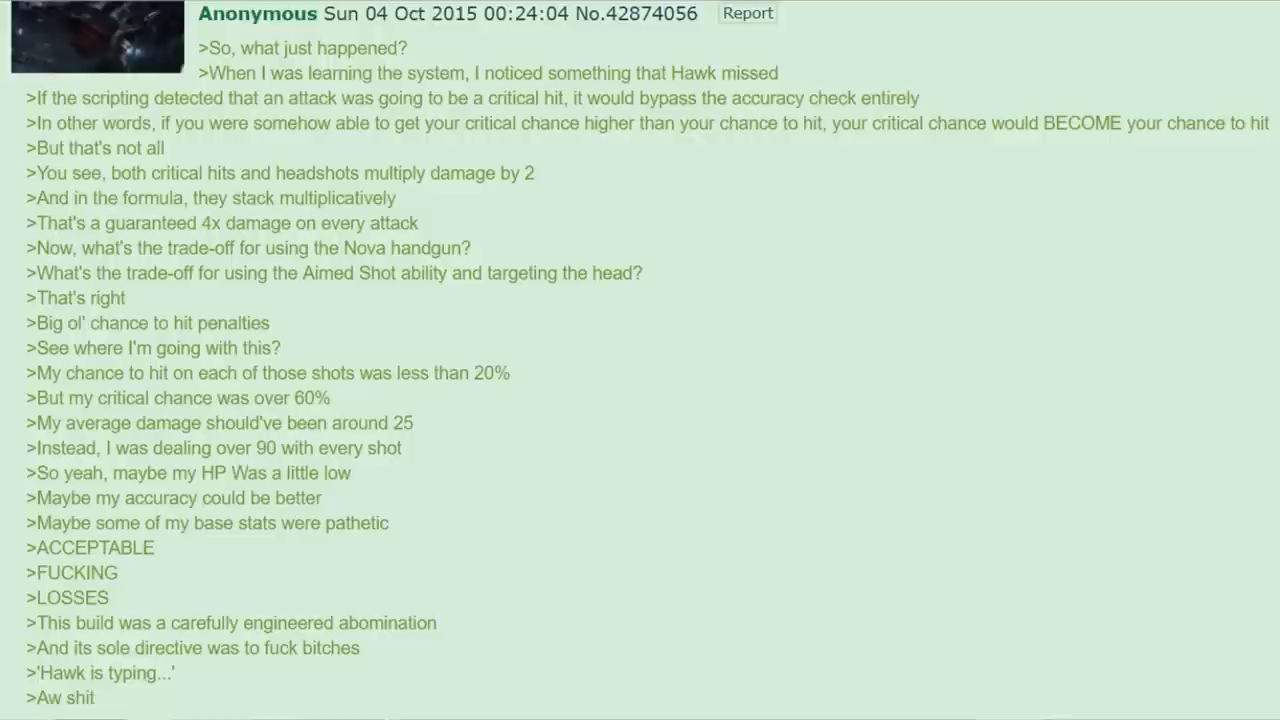 Anonymous Sun 04 Oct 2015 00:24:04 No.42874056 Report
>So, what just happened?
>When I was learning the system, I noticed something that Hawk missed
>If the scripting detected that an attack was going to be a critical hit, it would bypass the accuracy check entirely
>In other words, if you were somehow able to get your critical chance higher than your chance to hit, your critical chance would BECOME your chance to hit
>But that's not all
>You see, both critical hits and headshots multiply damage by 2
>And in the formula, they stack multiplicatively
>That's a guaranteed 4x damage on every attack
>Now, what's the trade-off for using the Nova handgun?
>What's the trade-off for using the Aimed Shot ability and targeting the head?
>That's right
>Big ol' chance to hit penalties
>See where I'm going with this?
>My chance to hit on each of those shots was less than 20%
>But my critical chance was over 60%
>My average damage should've been around 25
>Instead, I was dealing over 90 with every shot
>So yeah, maybe my HP Was a little low
>Maybe my accuracy could be better
>Maybe some of my base stats were pathetic
>ACCEPTABLE
>FUCKING
>LOSSES
>This build was a carefully engineered abomination
>And its sole directive was to fuck bitches
>'Hawk is typing...'
>Aw shit